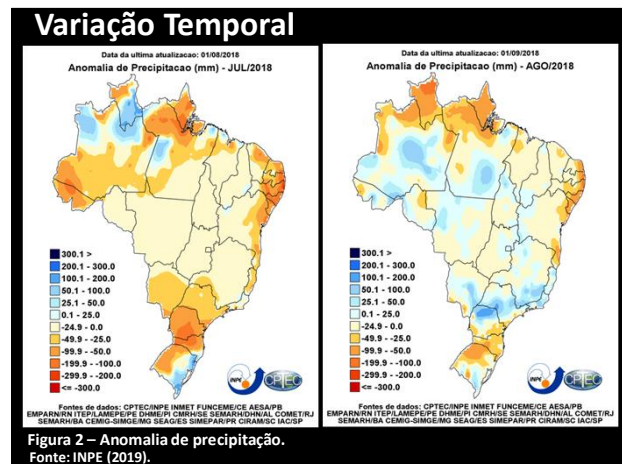 Variação Temporal
Data da ultima atualizacao: 01/08/2018
Anomalia de Precipitacao (mm) - JUL/2018
300.1 >
200.1 - 300.0
100.1 - 200.0
50.1 - 100.0
25.1 - 50.0
0.1 - 25.0
-24.9 - 0.0
-49.9 - -25.0
-99.9 - -50.0
-199.9 - -100.0
-299.9 - -200.0
<= -300.0
INPE
CPTEC
Fontes de dados: CPTEC/INPE INMET FUNCEME/CE AESA/PB
EMPARN/RN ITEP/LAMEPE/PE DHME/PI CMRH/SE SEMARH/DHN/AL COMET/RJ
SEMARH/BA CEMIG-SIMGE/MG SEAG/ES SIMEPAR/PR CIRAM/SC IAC/SP
Data da ultima atualizacao: 01/09/2018
Anomalia de Precipitacao (mm) - AGO/2018
300.1 >
200.1 - 300.0
100.1 - 200.0
50.1 - 100.0
25.1 - 50.0
0.1 - 25.0
-24.9 - 0.0
-49.9 - -25.0
-99.9 - -50.0
-199.9 - -100.0
-299.9 - -200.0
<= -300.0
INPE
CPTEC
Fontes de dados: CPTEC/INPE INMET FUNCEME/CE AESA/PB
EMPARN/RN ITEP/LAMEPE/PE DHME/PI CMRH/SE SEMARH/DHN/AL COMET/RJ
SEMARH/BA CEMIG-SIMGE/MG SEAG/ES SIMEPAR/PR CIRAM/SC IAC/SP
Figura 2 – Anomalia de precipitação.
Fonte: INPE (2019).